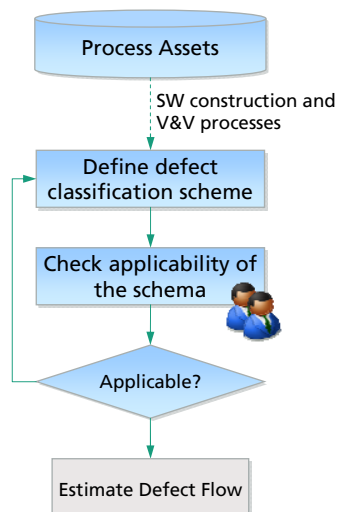 Process Assets
SW construction and
V&V processes
Define defect
classification scheme
Check applicability of
the schema
Applicable?
Estimate Defect Flow